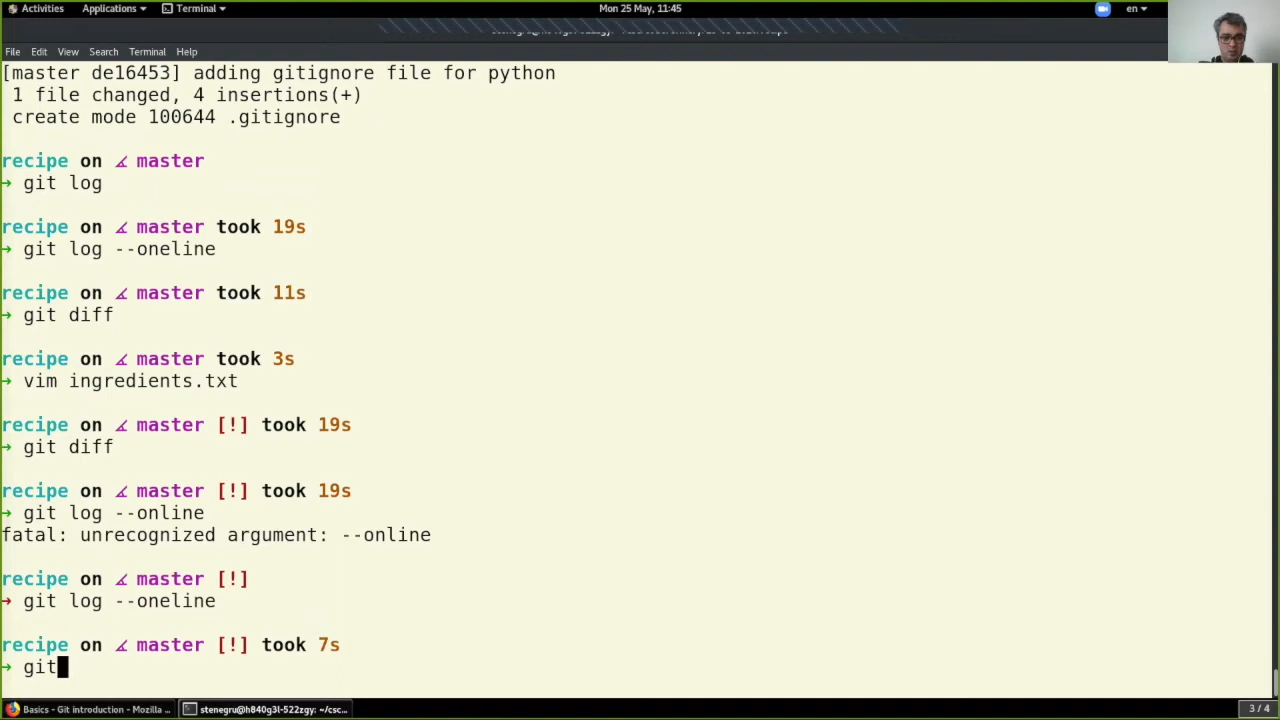 Activities Applications Terminal Mon 25 May, 11:45 en
File Edit View Search Terminal Help
[master de16453] adding gitignore file for python
1 file changed, 4 insertions(+)
create mode 100644 .gitignore
recipe on master
→ git log
recipe on master took 19s
→ git log --oneline
recipe on master took 11s
→ git diff
recipe on master took 3s
→ vim ingredients.txt
recipe on master [!] took 19s
→ git diff
recipe on master [!] took 19s
→ git log --online
fatal: unrecognized argument: --online
recipe on master [!]
→ git log --oneline
recipe on master [!] took 7s
→ git
Basics - Git introduction - Mozilla ... stenegru@h840g3l-522zgy: ~/csc... 3 / 4